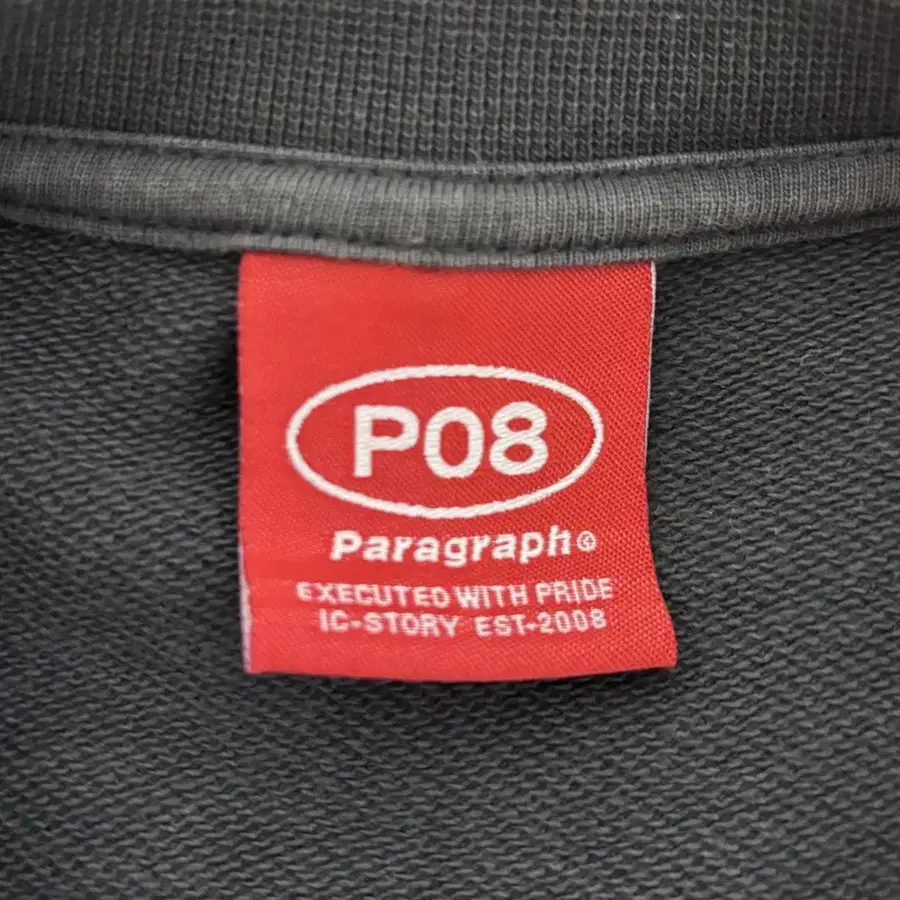 P08
Paragraph©
EXECUTED WITH PRIDE
IC-STORY EST-2008